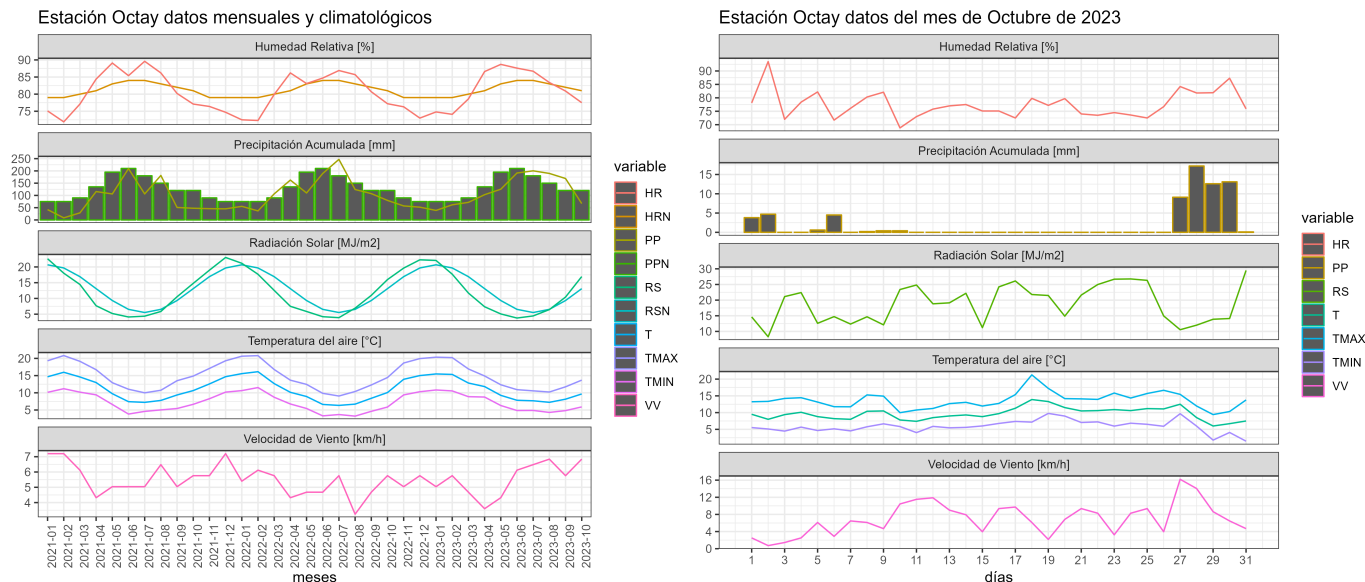 Estación Octay datos mensuales y climatológicos
Humedad Relativa [%]
90
85
80
75
Precipitación Acumulada [mm]
250
200
150
100
50
0
Radiación Solar [MJ/m2]
20
15
10
5
Temperatura del aire [°C]
20
15
10
5
Velocidad de Viento [km/h]
7
6
5
4
2021-01
2021-02
2021-03
2021-04
2021-05
2021-06
2021-07
2021-08
2021-09
2021-10
2021-11
2021-12
2022-01
2022-02
2022-03
2022-04
2022-05
2022-06
2022-07
2022-08
2022-09
2022-10
2022-11
2022-12
2023-01
2023-02
2023-03
2023-04
2023-05
2023-06
2023-07
2023-08
2023-09
2023-10
meses
variable
HR
HRN
PP
PPN
RS
RSN
T
TMAX
TMIN
VV
Estación Octay datos del mes de Octubre de 2023
Humedad Relativa [%]
90
85
80
75
70
Precipitación Acumulada [mm]
15
10
5
0
Radiación Solar [MJ/m2]
30
20
10
Temperatura del aire [°C]
20
15
10
5
Velocidad de Viento [km/h]
16
12
8
4
0
1 3 5 7 9 11 13 15 17 19 21 23 25 27 29 31
días
variable
HR
PP
RS
T
TMAX
TMIN
VV